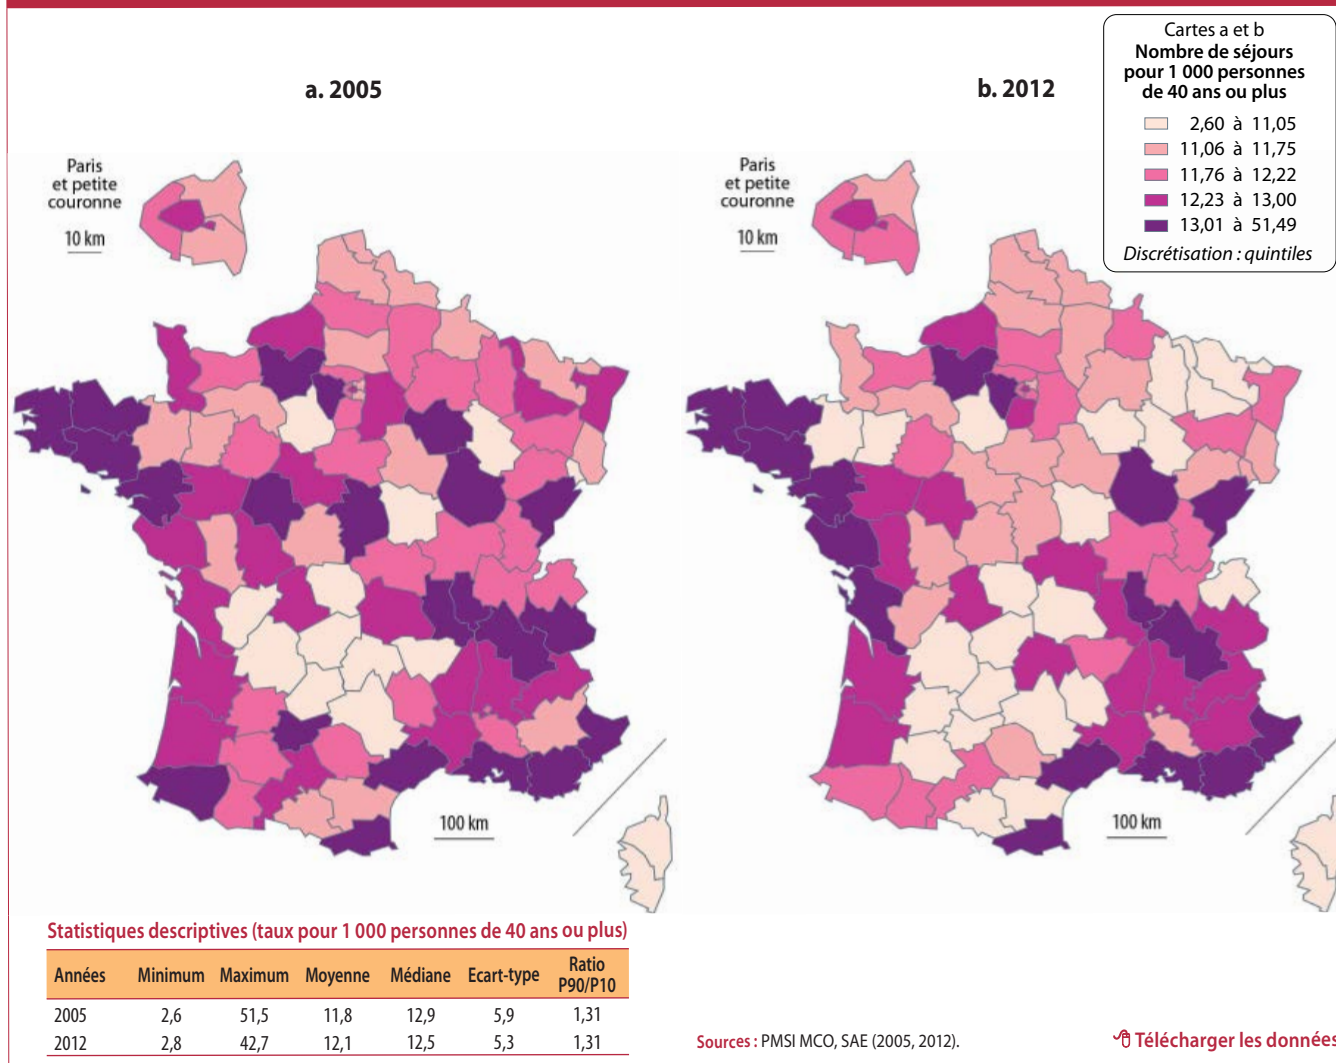 Cartes a et b
Nombre de séjours
pour 1 000 personnes
de 40 ans ou plus
2,60 à 11,05
11,06 à 11,75
11,76 à 12,22
12,23 à 13,00
13,01 à 51,49
Discrétisation : quintiles
a. 2005
b. 2012
Paris
et petite
couronne
10 km
Paris
et petite
couronne
10 km
100 km
100 km
Statistiques descriptives (taux pour 1 000 personnes de 40 ans ou plus)
Années Minimum Maximum Moyenne Médiane Ecart-type Ratio P90/P10
2005 2,6 51,5 11,8 12,9 5,9 1,31
2012 2,8 42,7 12,1 12,5 5,3 1,31
Sources : PMSI MCO, SAE (2005, 2012).
Télécharger les données